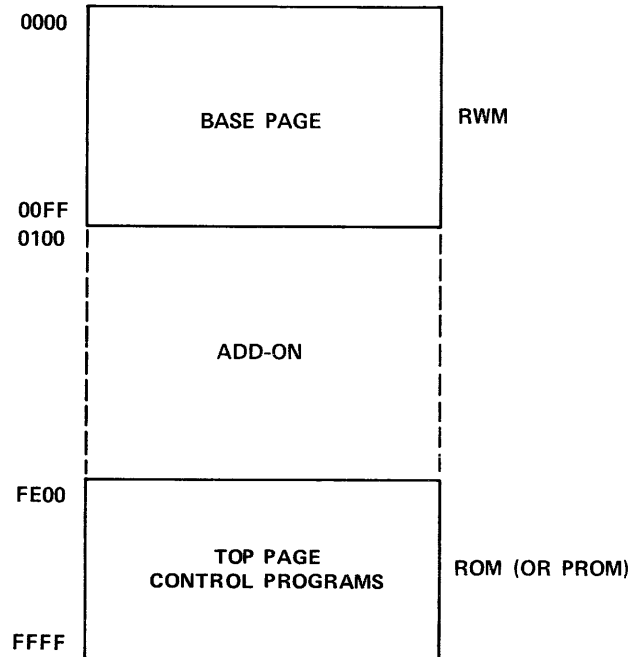 0000
BASE PAGE
RWM
00FF
0100
ADD-ON
FE00
TOP PAGE
CONTROL PROGRAMS
ROM (OR PROM)
FFFF